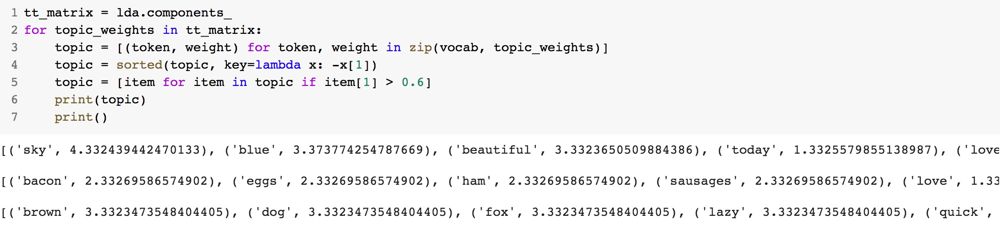 1 tt_matrix = lda.components_
2 for topic_weights in tt_matrix:
3     topic = [(token, weight) for token, weight in zip(vocab, topic_weights)]
4     topic = sorted(topic, key=lambda x: -x[1])
5     topic = [item for item in topic if item[1] > 0.6]
6     print(topic)
7     print()
[('sky', 4.332439442470133), ('blue', 3.373774254787669), ('beautiful', 3.3323650509884386), ('today', 1.3325579855138987), ('love
[('bacon', 2.33269586574902), ('eggs', 2.33269586574902), ('ham', 2.33269586574902), ('sausages', 2.33269586574902), ('love', 1.33
[('brown', 3.3323473548404405), ('dog', 3.3323473548404405), ('fox', 3.3323473548404405), ('lazy', 3.3323473548404405), ('quick',